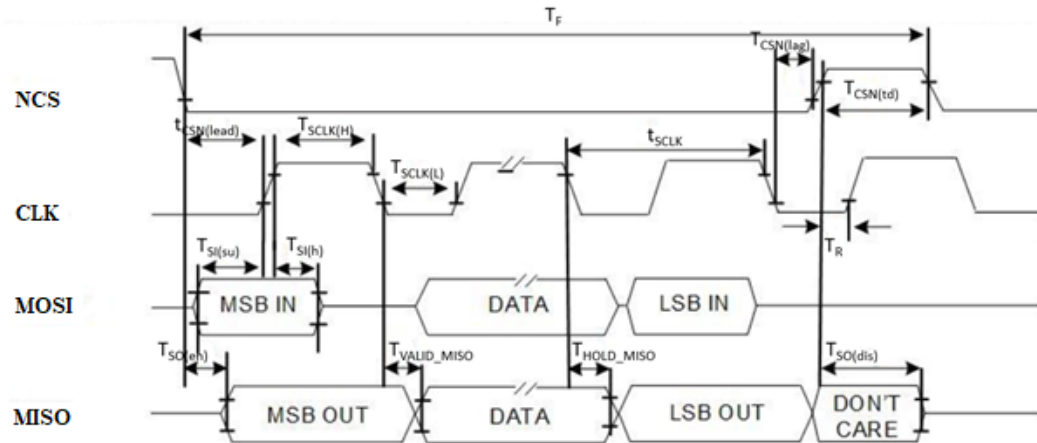 T_F
T_CSN(lag)
NCS
T_CSN(td)
t_CSN(lead)
T_SCLK(H)
t_SCLK
T_SCLK(L)
CLK
T_SI(su)
T_SI(h)
T_R
MOSI
MSB IN
DATA
LSB IN
T_SO(en)
T_VALID_MISO
T_HOLD_MISO
T_SO(dis)
MISO
MSB OUT
DATA
LSB OUT
DON'T
CARE